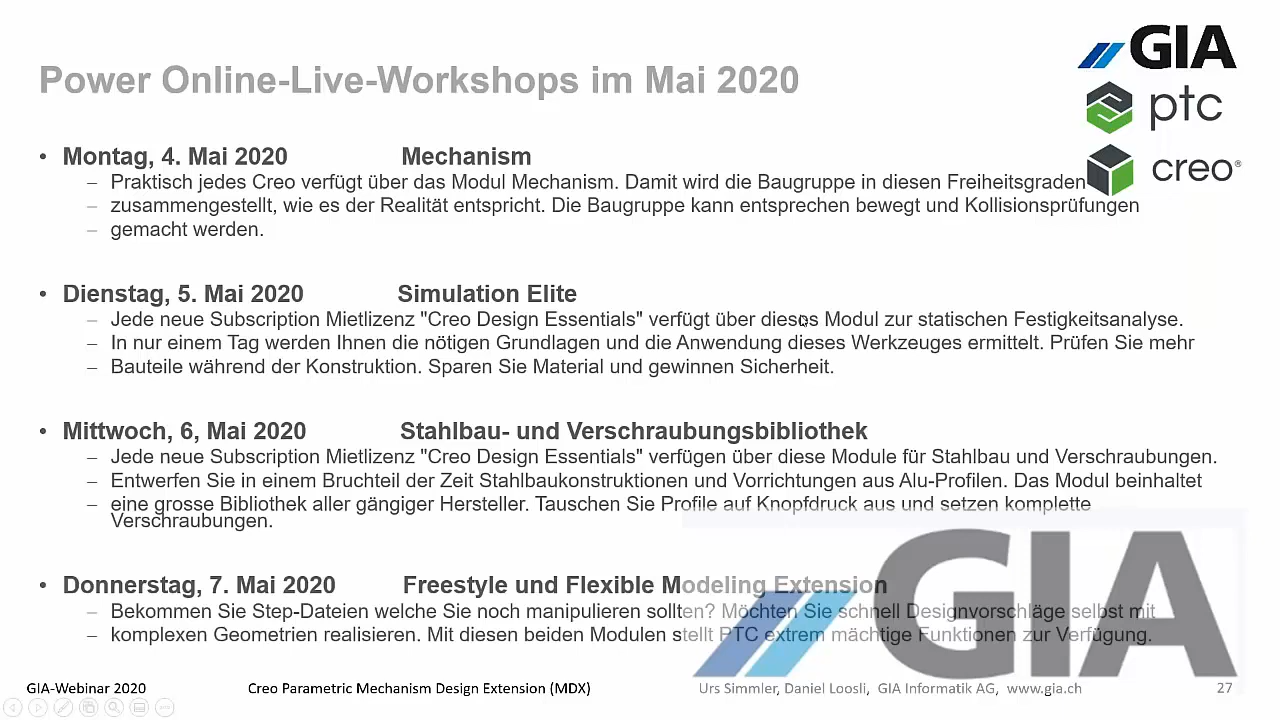 Power Online-Live-Workshops im Mai 2020
GIA
ptc
creo®
• Montag, 4. Mai 2020 Mechanism
– Praktisch jedes Creo verfügt über das Modul Mechanism. Damit wird die Baugruppe in diesen Freiheitsgraden
– zusammengestellt, wie es der Realität entspricht. Die Baugruppe kann entsprechen bewegt und Kollisionsprüfungen
– gemacht werden.
• Dienstag, 5. Mai 2020 Simulation Elite
– Jede neue Subscription Mietlizenz "Creo Design Essentials" verfügt über dieses Modul zur statischen Festigkeitsanalyse.
– In nur einem Tag werden Ihnen die nötigen Grundlagen und die Anwendung dieses Werkzeuges ermittelt. Prüfen Sie mehr
– Bauteile während der Konstruktion. Sparen Sie Material und gewinnen Sicherheit.
• Mittwoch, 6, Mai 2020 Stahlbau- und Verschraubungsbibliothek
– Jede neue Subscription Mietlizenz "Creo Design Essentials" verfügen über diese Module für Stahlbau und Verschraubungen.
– Entwerfen Sie in einem Bruchteil der Zeit Stahlbaukonstruktionen und Vorrichtungen aus Alu-Profilen. Das Modul beinhaltet
– eine grosse Bibliothek aller gängiger Hersteller. Tauschen Sie Profile auf Knopfdruck aus und setzen komplette
Verschraubungen.
• Donnerstag, 7. Mai 2020 Freestyle und Flexible Modeling Extension
– Bekommen Sie Step-Dateien welche Sie noch manipulieren sollten? Möchten Sie schnell Designvorschläge selbst mit
– komplexen Geometrien realisieren. Mit diesen beiden Modulen stellt PTC extrem mächtige Funktionen zur Verfügung.
GIA
GIA-Webinar 2020 Creo Parametric Mechanism Design Extension (MDX) Urs Simmler, Daniel Loosli, GIA Informatik AG, www.gia.ch 27